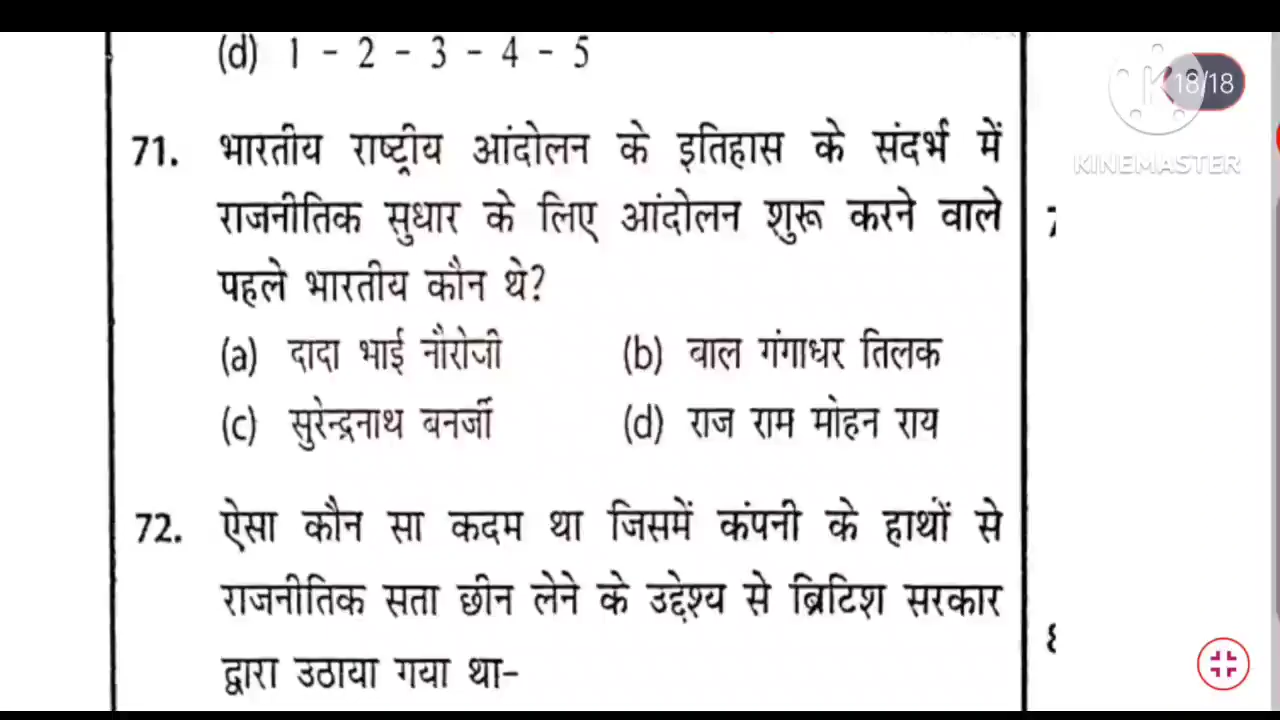 (d) 1 - 2 - 3 - 4 - 5
18/18
KINEMASTER
71. भारतीय राष्ट्रीय आंदोलन के इतिहास के संदर्भ में
राजनीतिक सुधार के लिए आंदोलन शुरू करने वाले
पहले भारतीय कौन थे?
(a) दादा भाई नौरोजी (b) बाल गंगाधर तिलक
(c) सुरेन्द्रनाथ बनर्जी (d) राज राम मोहन राय
72. ऐसा कौन सा कदम था जिसमें कंपनी के हाथों से
राजनीतिक सता छीन लेने के उद्देश्य से ब्रिटिश सरकार
द्वारा उठाया गया था-